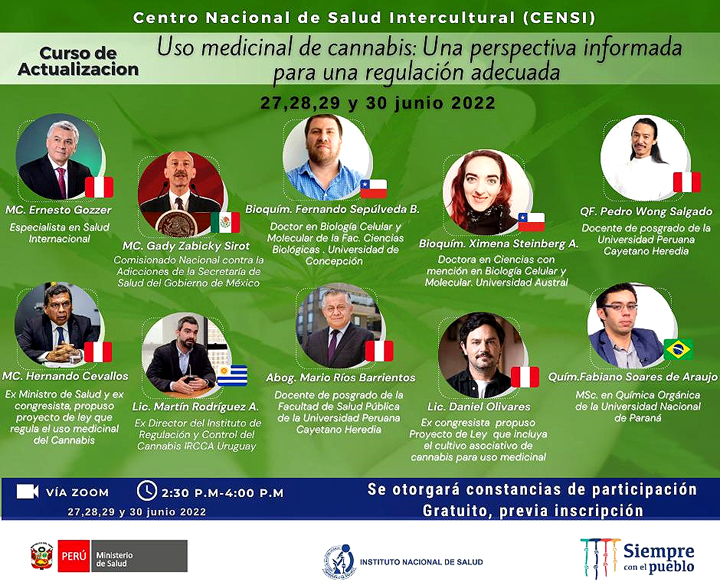 Centro Nacional de Salud Intercultural (CENSI)
Curso de
Actualizacion
Uso medicinal de cannabis: Una perspectiva informada
para una regulación adecuada
27,28,29 y 30 junio 2022
MC. Ernesto Gozzer
Especialista en Salud
Internacional
MC. Gady Zabicky Sirot
Comisionado Nacional contra la
Adicciones de la Secretaría de
Salud del Gobierno de México
Bioquím. Fernando Sepúlveda B.
Doctor en Biología Celular y
Molecular de la Fac. Ciencias
Biológicas . Universidad de
Concepción
Bioquím. Ximena Steinberg A.
Doctora en Ciencias con
mención en Biología Celular y
Molecular. Universidad Austral
QF. Pedro Wong Salgado
Docente de posgrado de la
Universidad Peruana
Cayetano Heredia
MC. Hernando Cevallos
Ex Ministro de Salud y ex
congresista, propuso
proyecto de ley que
regula el uso medicinal
del Cannabis
Lic. Martín Rodríguez A.
Ex Director del Instituto de
Regulación y Control del
Cannabis IRCCA Uruguay
Abog. Mario Ríos Barrientos
Docente de posgrado de la
Facultad de Salud Pública
de la Universidad Peruana
Cayetano Heredia
Lic. Daniel Olivares
Ex congresista propuso
Proyecto de Ley que incluya
el cultivo asociativo de
cannabis para uso medicinal
Quím.Fabiano Soares de Araujo
MSc. en Química Orgánica
de la Universidad Nacional
de Paraná
VÍA ZOOM
2:30 P.M-4:00 P.M
27,28,29 y 30 junio 2022
Se otorgará constancias de participación
Gratuito, previa inscripción
PERÚ
Ministerio
de Salud
INSTITUTO NACIONAL DE SALUD
Siempre
con el pueblo